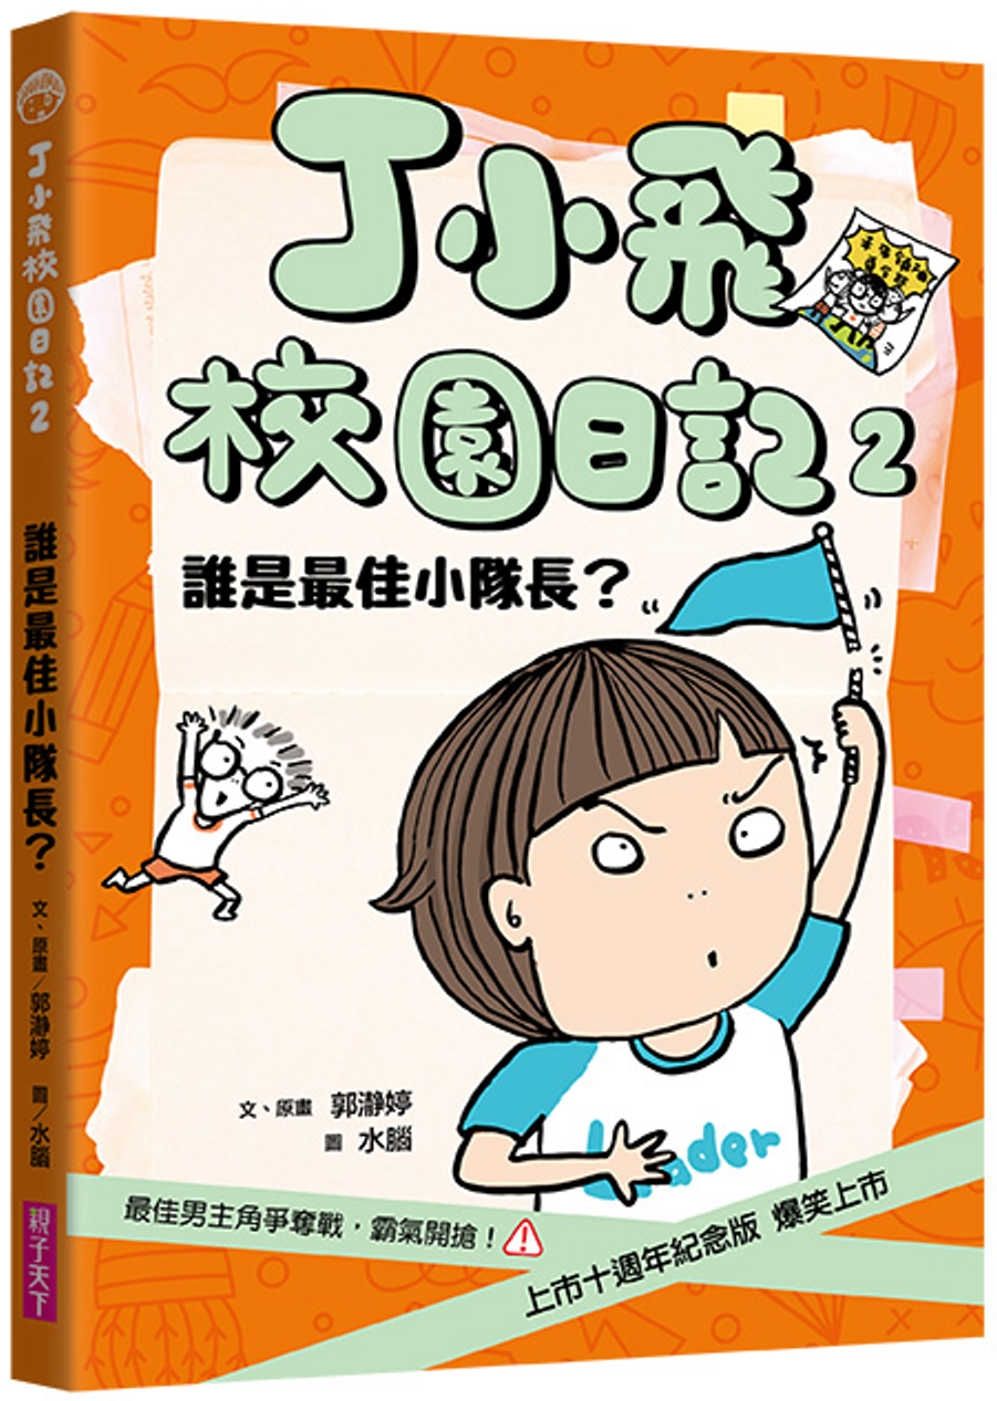 丁小飛
校園日記2
誰是最佳小隊長？
文、原畫 郭瀞婷
圖 水腦
Leader
最佳男主角爭奪戰，霸氣開搶！
上市十週年紀念版 爆笑上市
丁小飛校園日記2
誰是最佳小隊長？
文、原畫／郭瀞婷 圖／水腦
親子天下